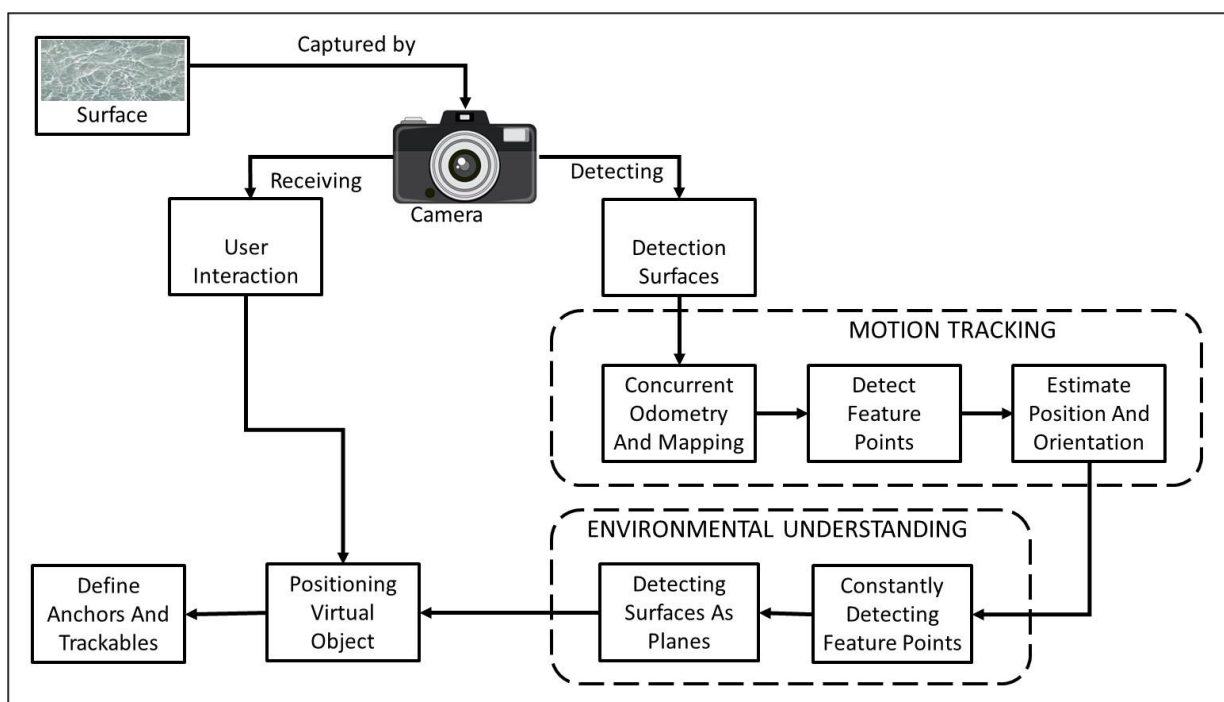 Captured by
Surface
Receiving
Detecting
Camera
User
Interaction
Detection
Surfaces
MOTION TRACKING
Concurrent
Odometry
And Mapping
Detect
Feature
Points
Estimate
Position And
Orientation
ENVIRONMENTAL UNDERSTANDING
Define
Anchors And
Trackables
Positioning
Virtual
Object
Detecting
Surfaces As
Planes
Constantly
Detecting
Feature Points